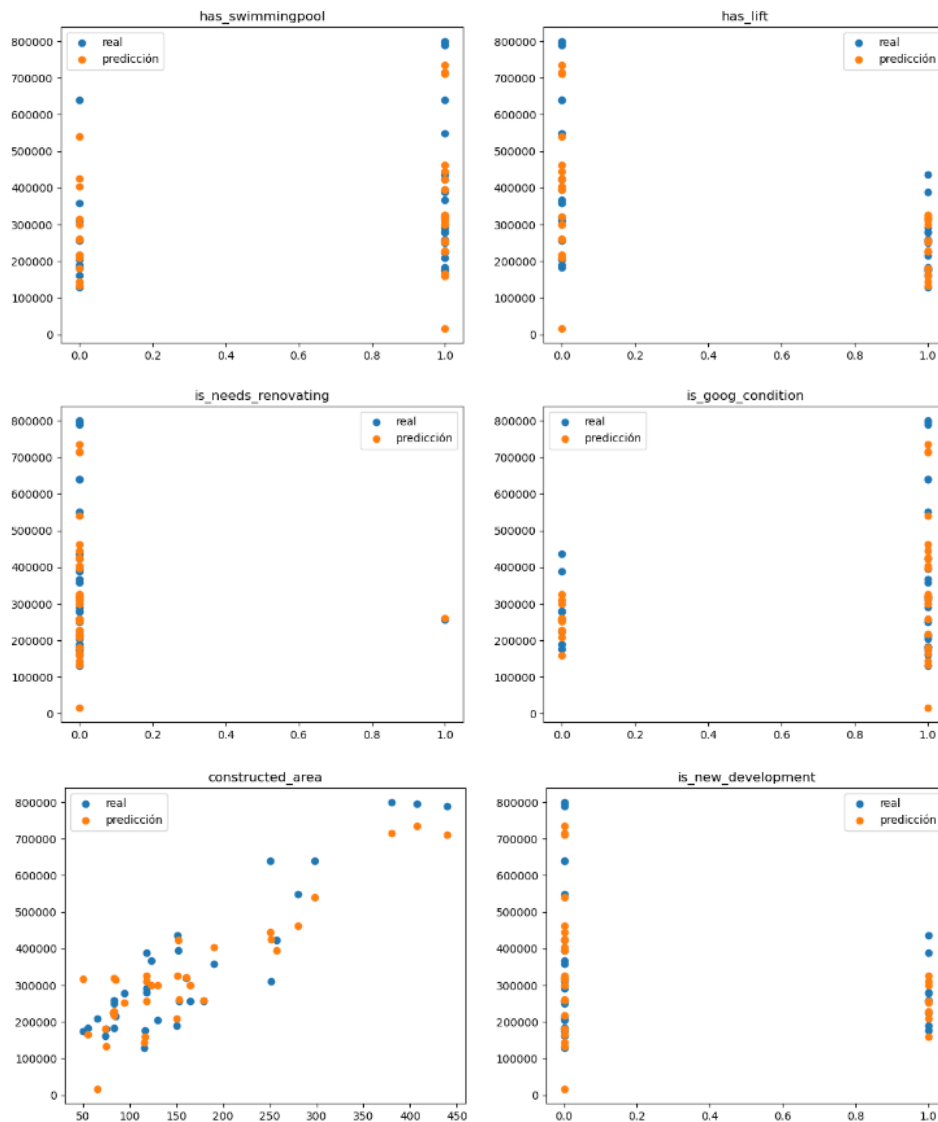 has_swimmingpool
real
predicción
800000
700000
600000
500000
400000
300000
200000
100000
0
0.0 0.2 0.4 0.6 0.8 1.0
has_lift
real
predicción
800000
700000
600000
500000
400000
300000
200000
100000
0
0.0 0.2 0.4 0.6 0.8 1.0
is_needs_renovating
real
predicción
800000
700000
600000
500000
400000
300000
200000
100000
0
0.0 0.2 0.4 0.6 0.8 1.0
is_goog_condition
real
predicción
800000
700000
600000
500000
400000
300000
200000
100000
0
0.0 0.2 0.4 0.6 0.8 1.0
constructed_area
real
predicción
800000
700000
600000
500000
400000
300000
200000
100000
0
50 100 150 200 250 300 350 400 450
is_new_development
real
predicción
800000
700000
600000
500000
400000
300000
200000
100000
0
0.0 0.2 0.4 0.6 0.8 1.0